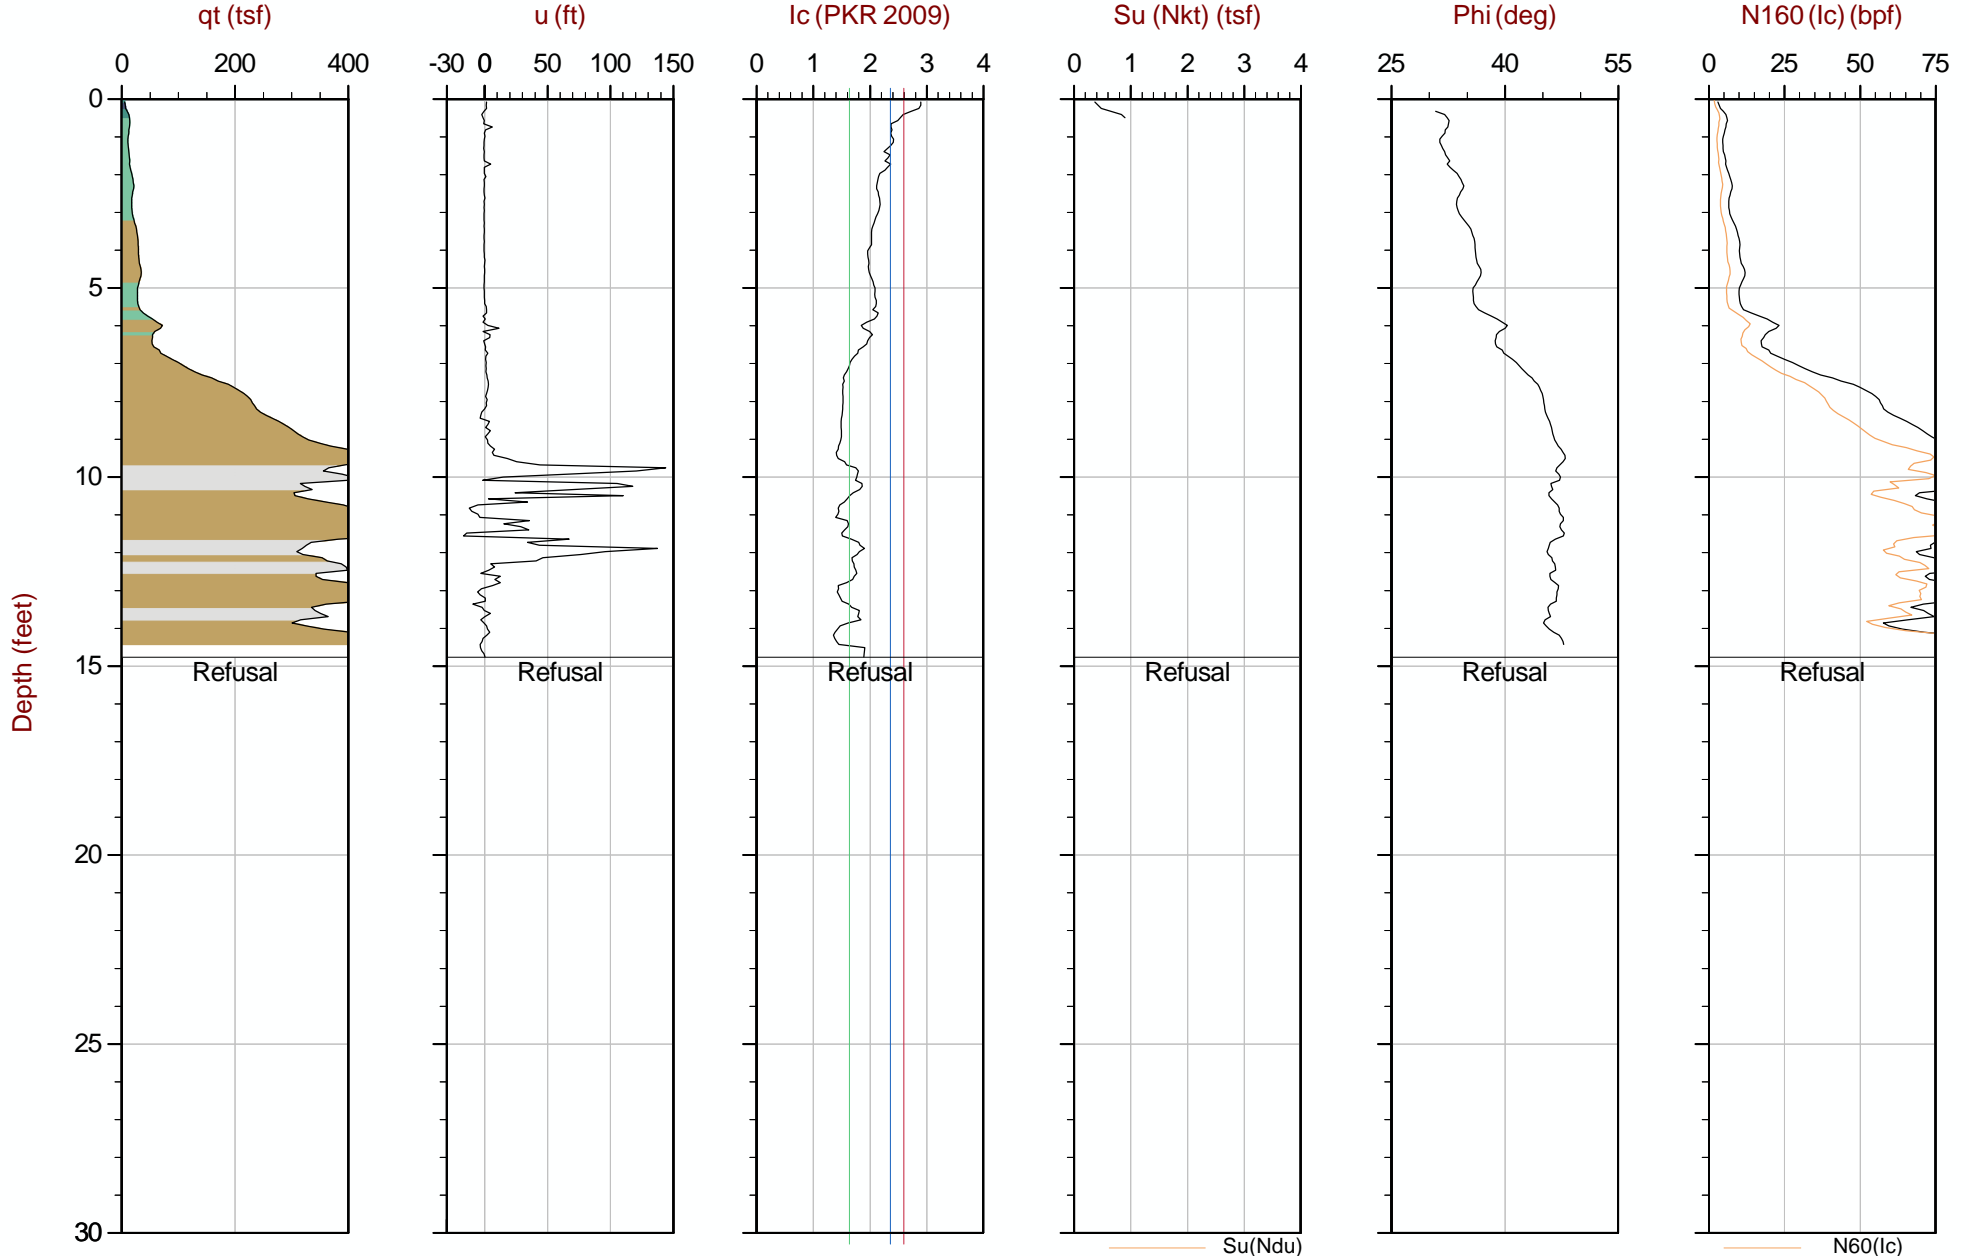 qt (tsf) u (ft) Ic (PKR 2009) Su (Nkt) (tsf) Phi (deg) N160 (Ic) (bpf)
0 200 400 -30 0 50 100 150 0 1 2 3 4 0 1 2 3 4 25 40 55 0 25 50 75
0
5
10
15
20
25
30
Depth (feet)
Refusal Refusal Refusal Refusal Refusal Refusal
Su(Ndu) N60(Ic)